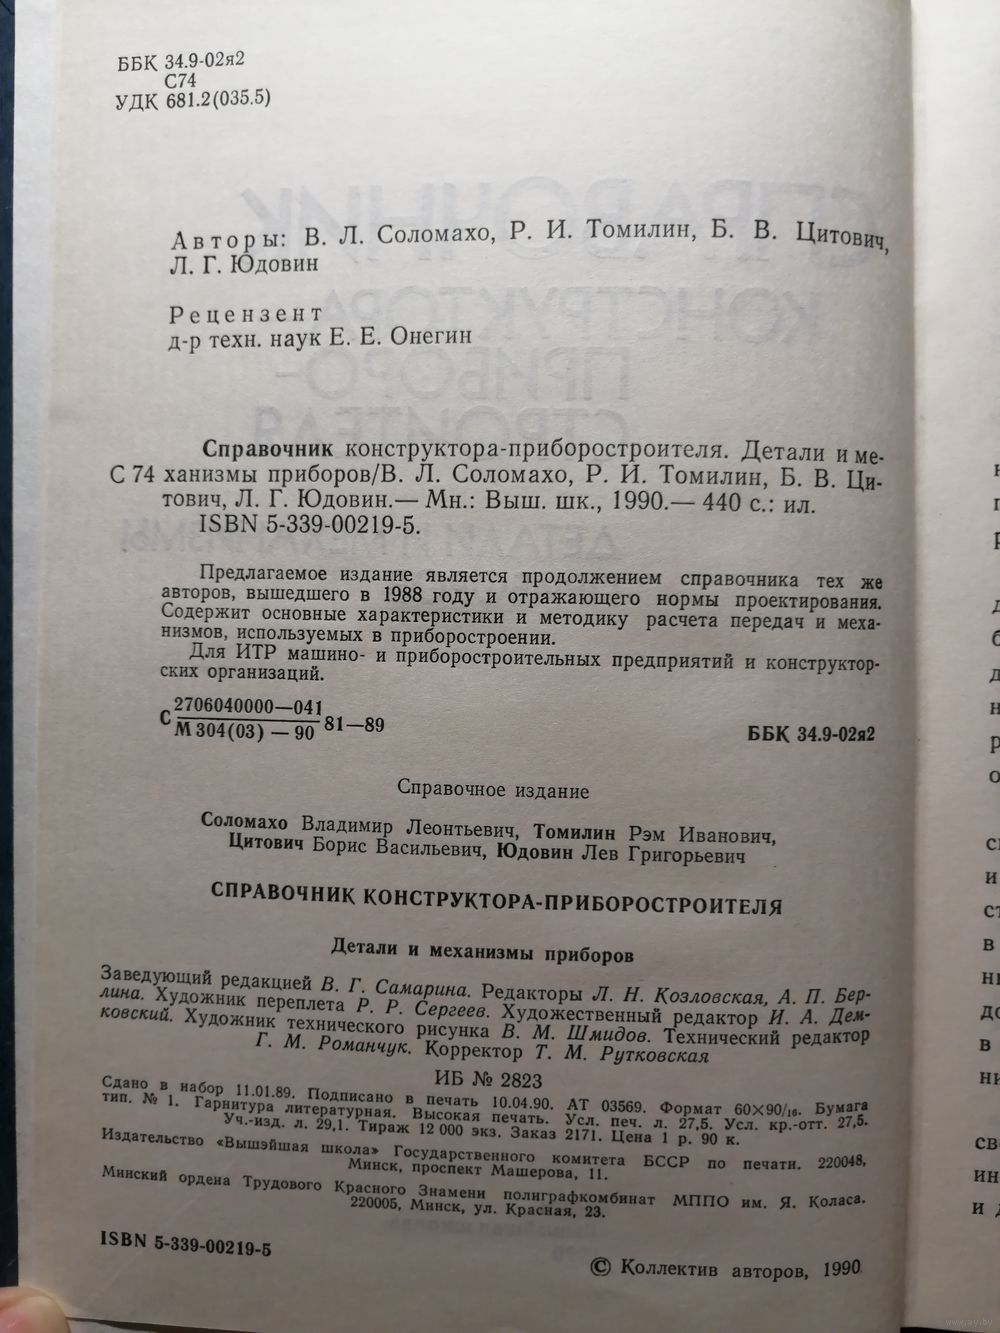 ББК 34.9-02я2
С74
УДК 681.2(035.5)
Авторы: В. Л. Соломахо, Р. И. Томилин, Б. В. Цитович,
Л. Г. Юдовин
Рецензент
д-р техн. наук Е. Е. Онегин
Справочник конструктора-приборостроителя. Детали и ме-
С 74 ханизмы приборов/В. Л. Соломахо, Р. И. Томилин, Б. В. Ци-
тович, Л. Г. Юдовин.— Мн.: Выш. шк., 1990.— 440 с.: ил.
ISBN 5-339-00219-5.
Предлагаемое издание является продолжением справочника тех же
авторов, вышедшего в 1988 году и отражающего нормы проектирования.
Содержит основные характеристики и методику расчета передач и меха-
низмов, используемых в приборостроении.
Для ИТР машино- и приборостроительных предприятий и конструктор-
ских организаций.
С 2706040000—041
М 304(03) — 90 81—89
ББК 34.9-02я2
Справочное издание
Соломахо Владимир Леонтьевич, Томилин Рэм Иванович,
Цитович Борис Васильевич, Юдовин Лев Григорьевич
СПРАВОЧНИК КОНСТРУКТОРА-ПРИБОРОСТРОИТЕЛЯ
Детали и механизмы приборов
Заведующий редакцией В. Г. Самарина. Редакторы Л. Н. Козловская, А. П. Бер-
лина. Художник переплета Р. Р. Сергеев. Художественный редактор И. А. Дем-
ковский. Художник технического рисунка В. М. Шмидов. Технический редактор
Г. М. Романчук. Корректор Т. М. Рутковская
ИБ № 2823
Сдано в набор 11.01.89. Подписано в печать 10.04.90. АТ 03569. Формат 60×90/16. Бумага
тип. № 1. Гарнитура литературная. Высокая печать. Усл. печ. л. 27,5. Усл. кр.-отт. 27,5.
Уч.-изд. л. 29,1. Тираж 12 000 экз. Заказ 2171. Цена 1 р. 90 к.
Издательство «Вышэйшая школа» Государственного комитета БССР по печати. 220048,
Минск, проспект Машерова, 11.
Минский ордена Трудового Красного Знамени полиграфкомбинат МППО им. Я. Коласа.
220005, Минск, ул. Красная, 23.
ISBN 5-339-00219-5
© Коллектив авторов, 1990
www.ay.by